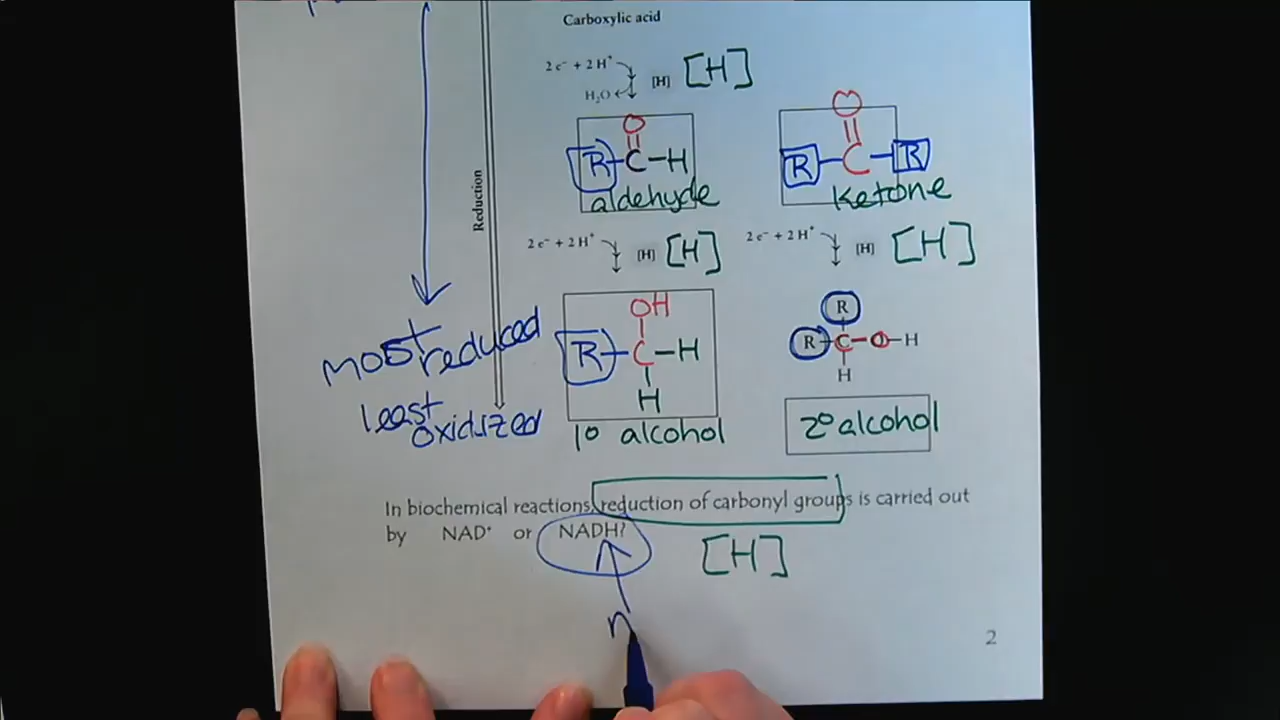 Carboxylic acid
2 e⁻ + 2 H⁺
[H] [H]
H₂O
O
R-C-H
aldehyde
O
R-C-R
Ketone
Reduction
2 e⁻ + 2 H⁺ [H] [H]
2 e⁻ + 2 H⁺ [H] [H]
OH
R-C-H
H
1° alcohol
R
R-C-O-H
H
2° alcohol
most reduced
least oxidized
In biochemical reactions, reduction of carbonyl groups is carried out
by NAD⁺ or NADH?
[H]
n
2